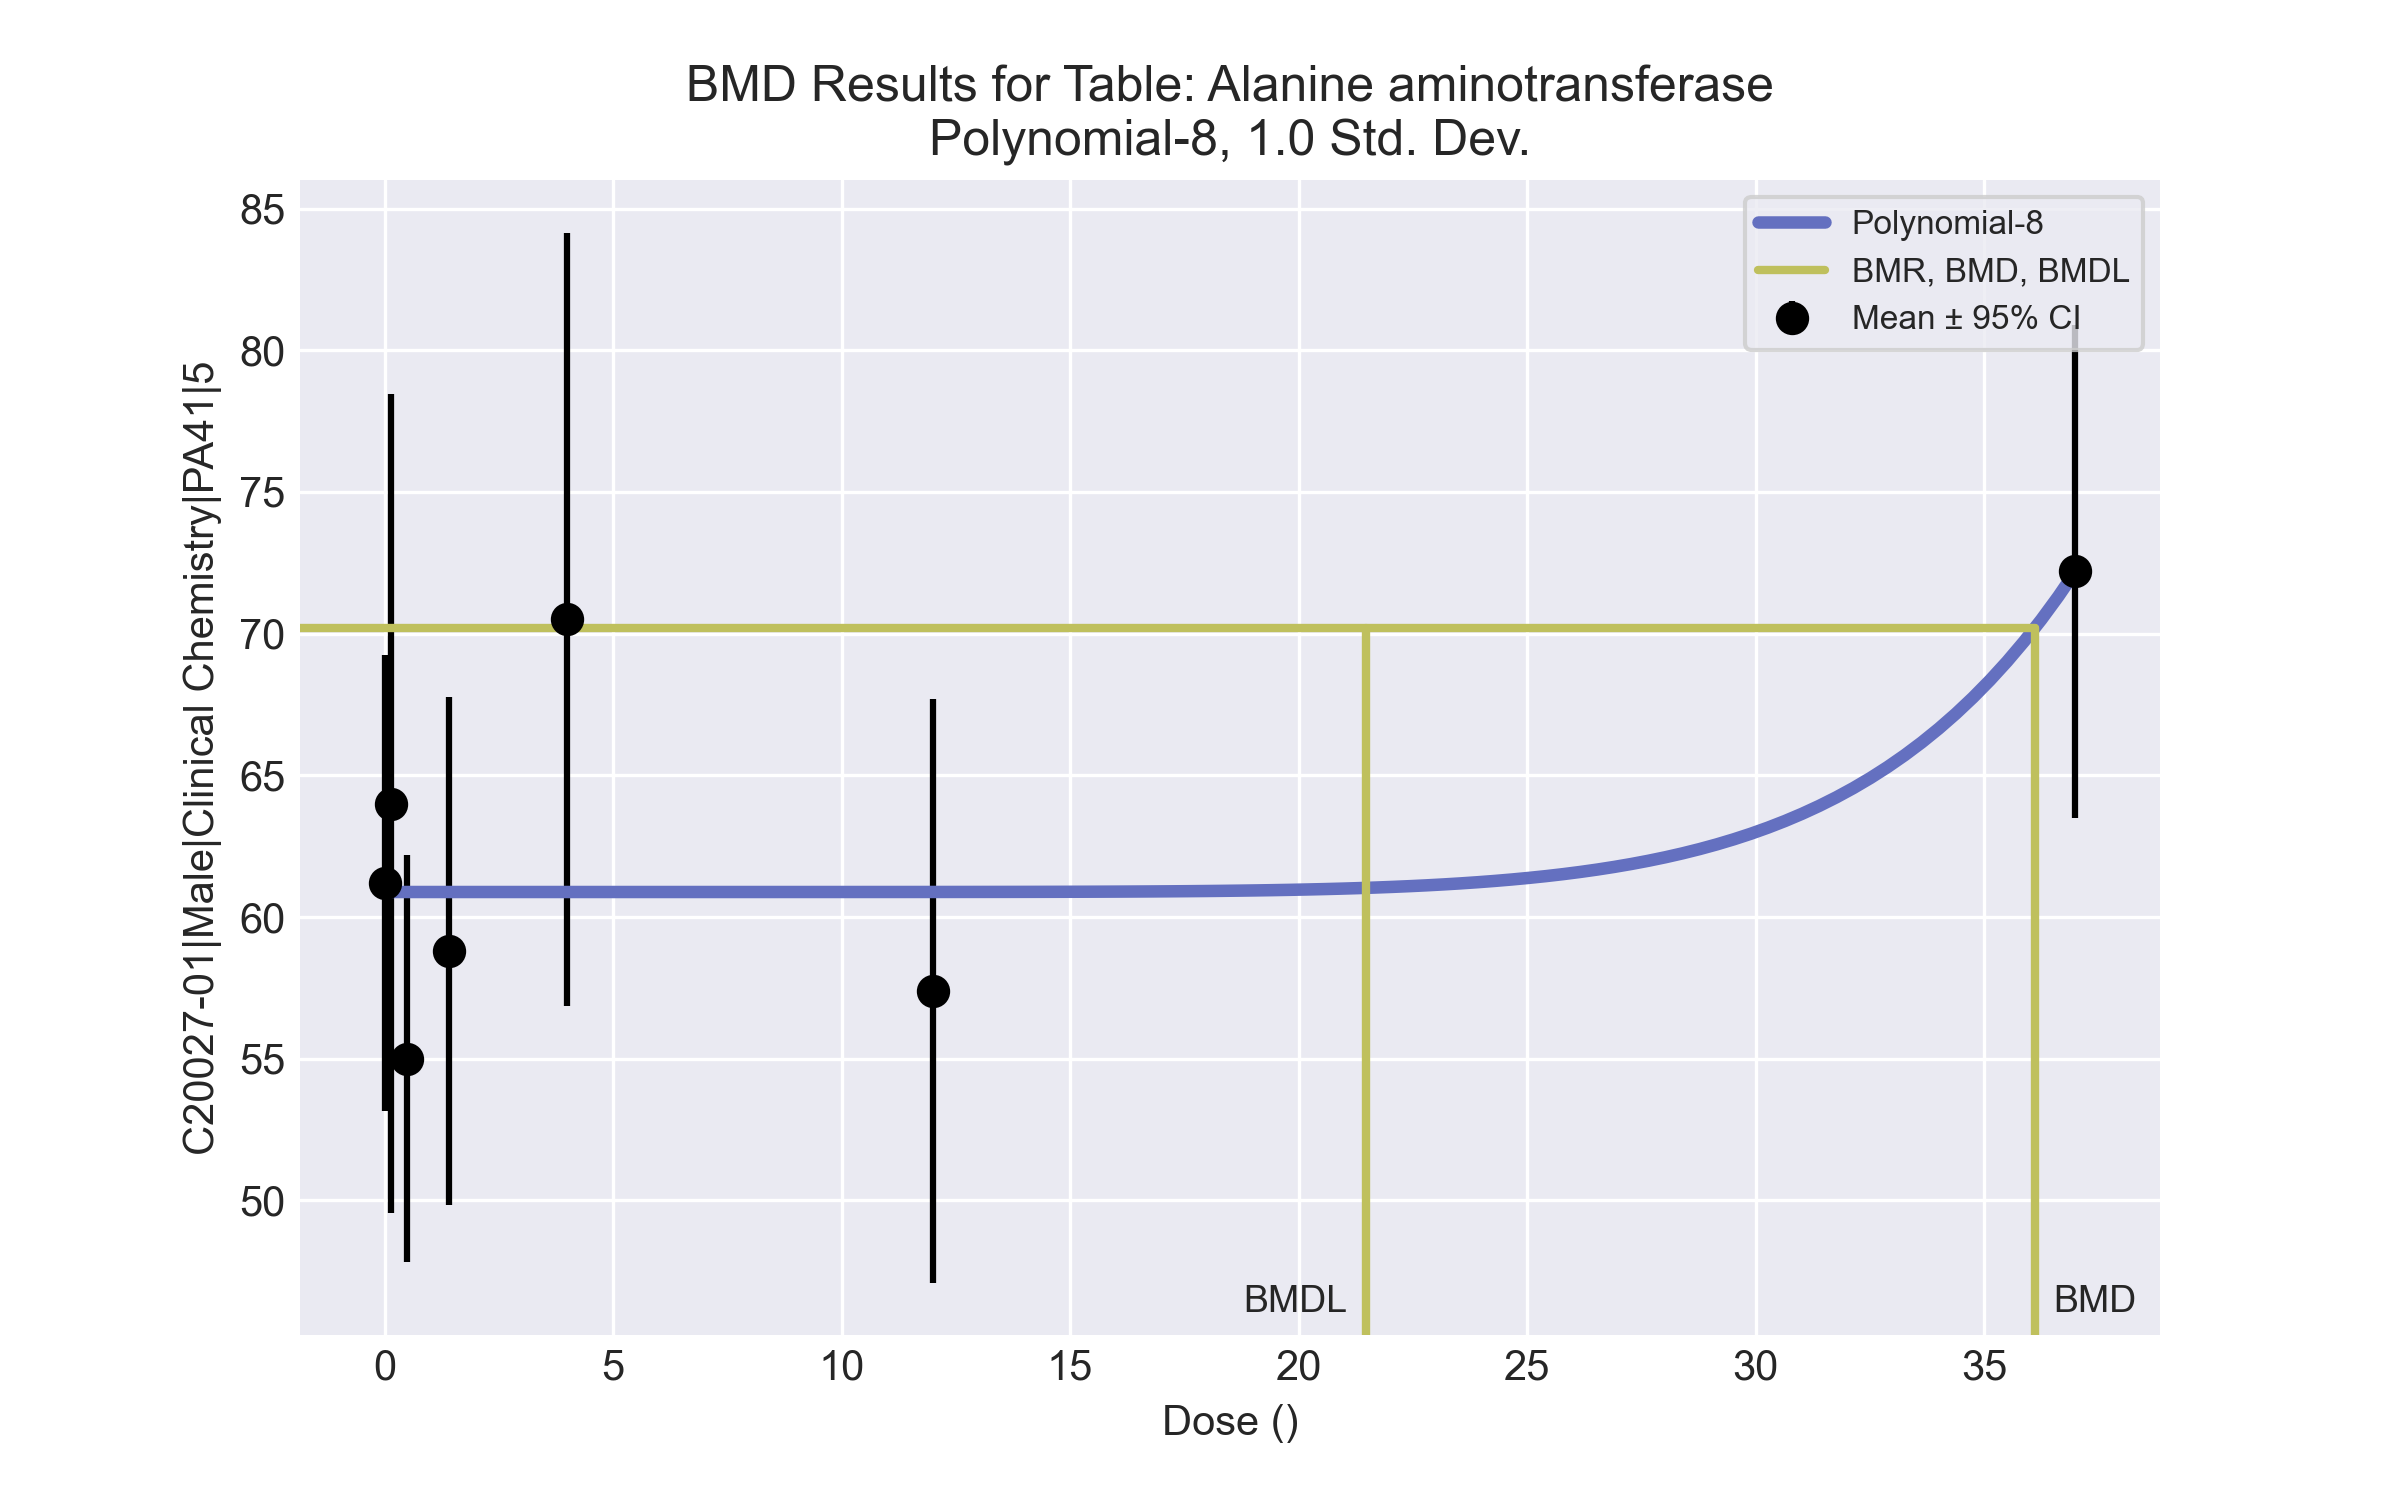 BMD Results for Table: Alanine aminotransferase
Polynomial-8, 1.0 Std. Dev.
Polynomial-8
BMR, BMD, BMDL
Mean ± 95% CI
C20027-01|Male|Clinical Chemistry|PA41|5
85
80
75
70
65
60
55
50
BMDL
BMD
0
5
10
15
20
25
30
35
Dose ()